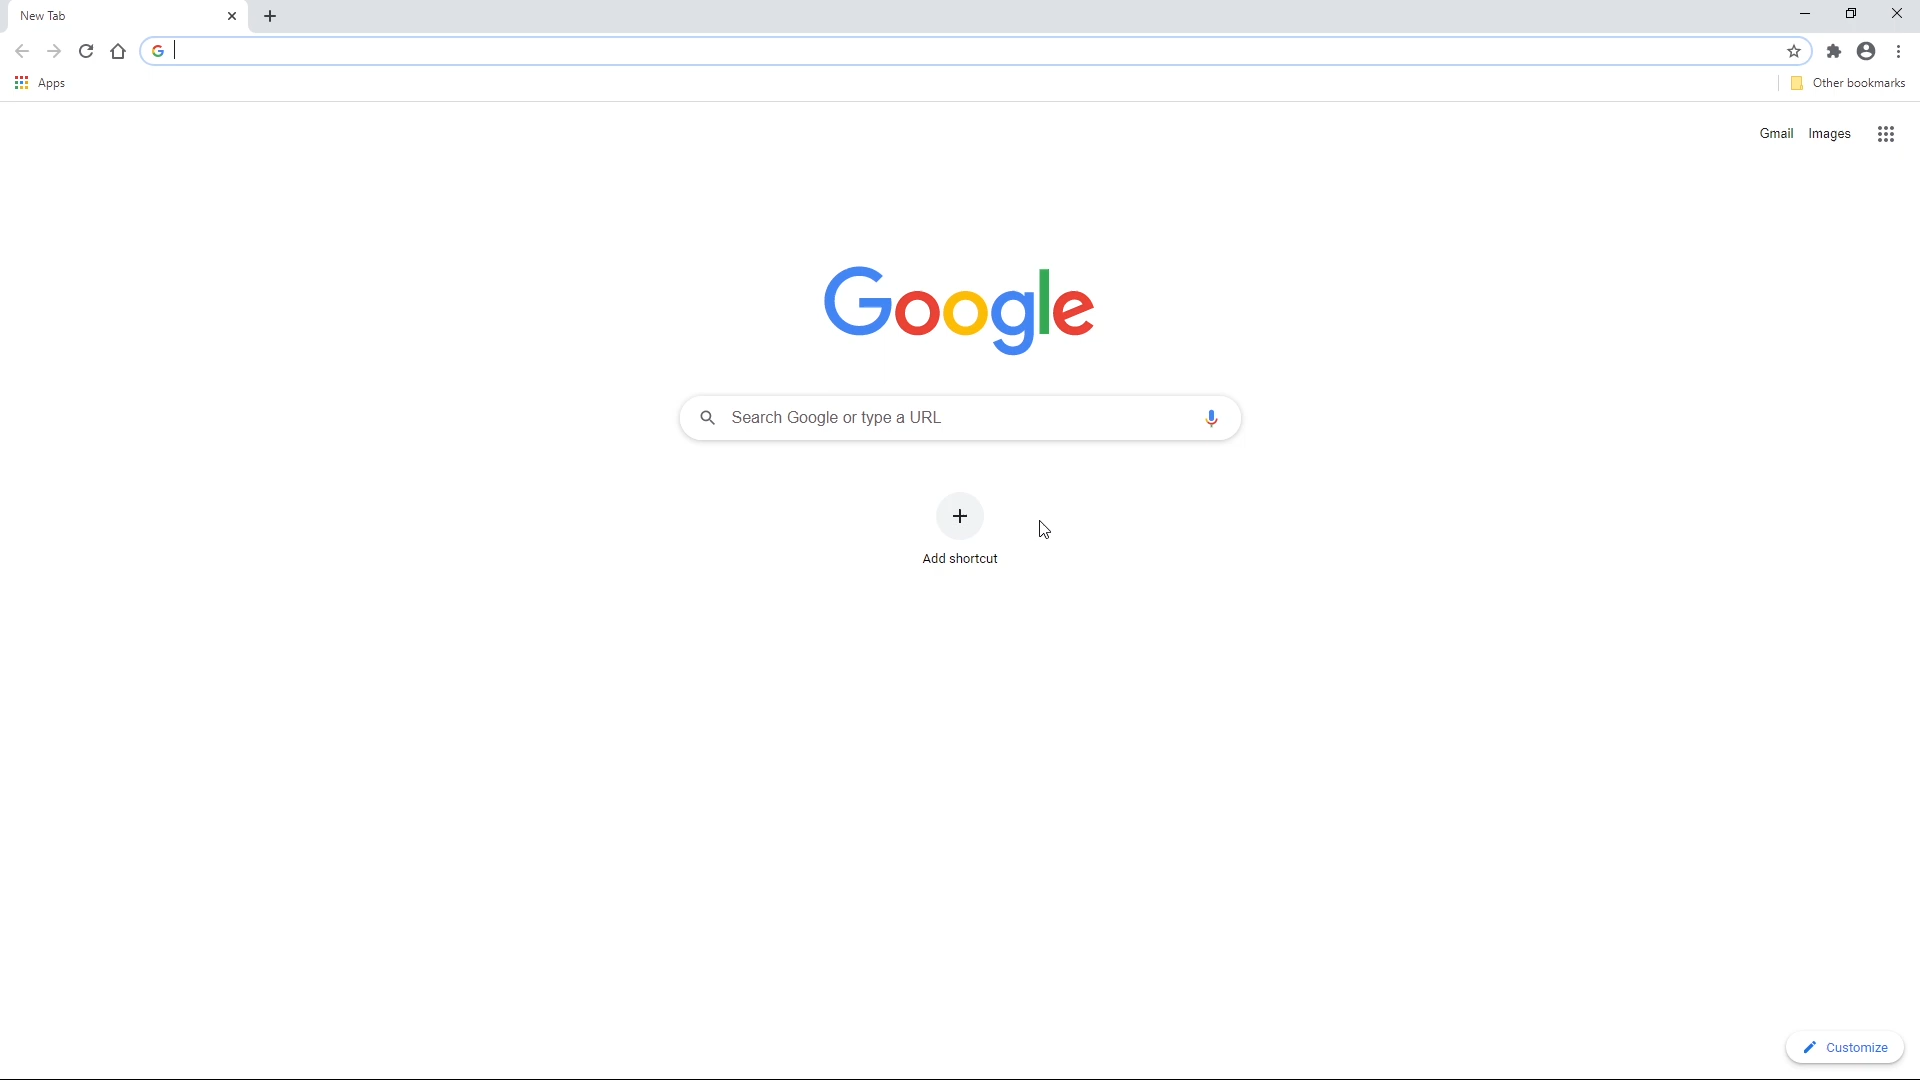 New Tab
Apps
Other bookmarks
Gmail Images
Google
Search Google or type a URL
Add shortcut
Customize